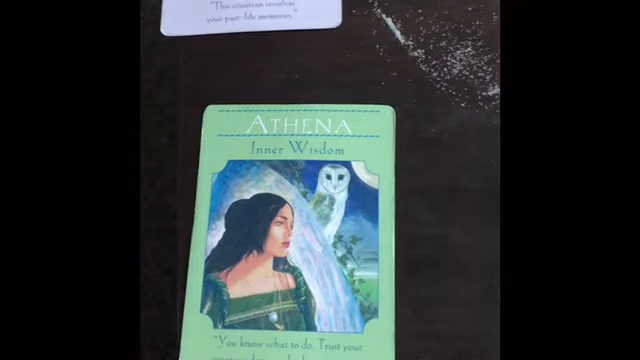 "This situation involves
your past-life memories."
ATHENA
Inner Wisdom
"You know what to do. Trust your